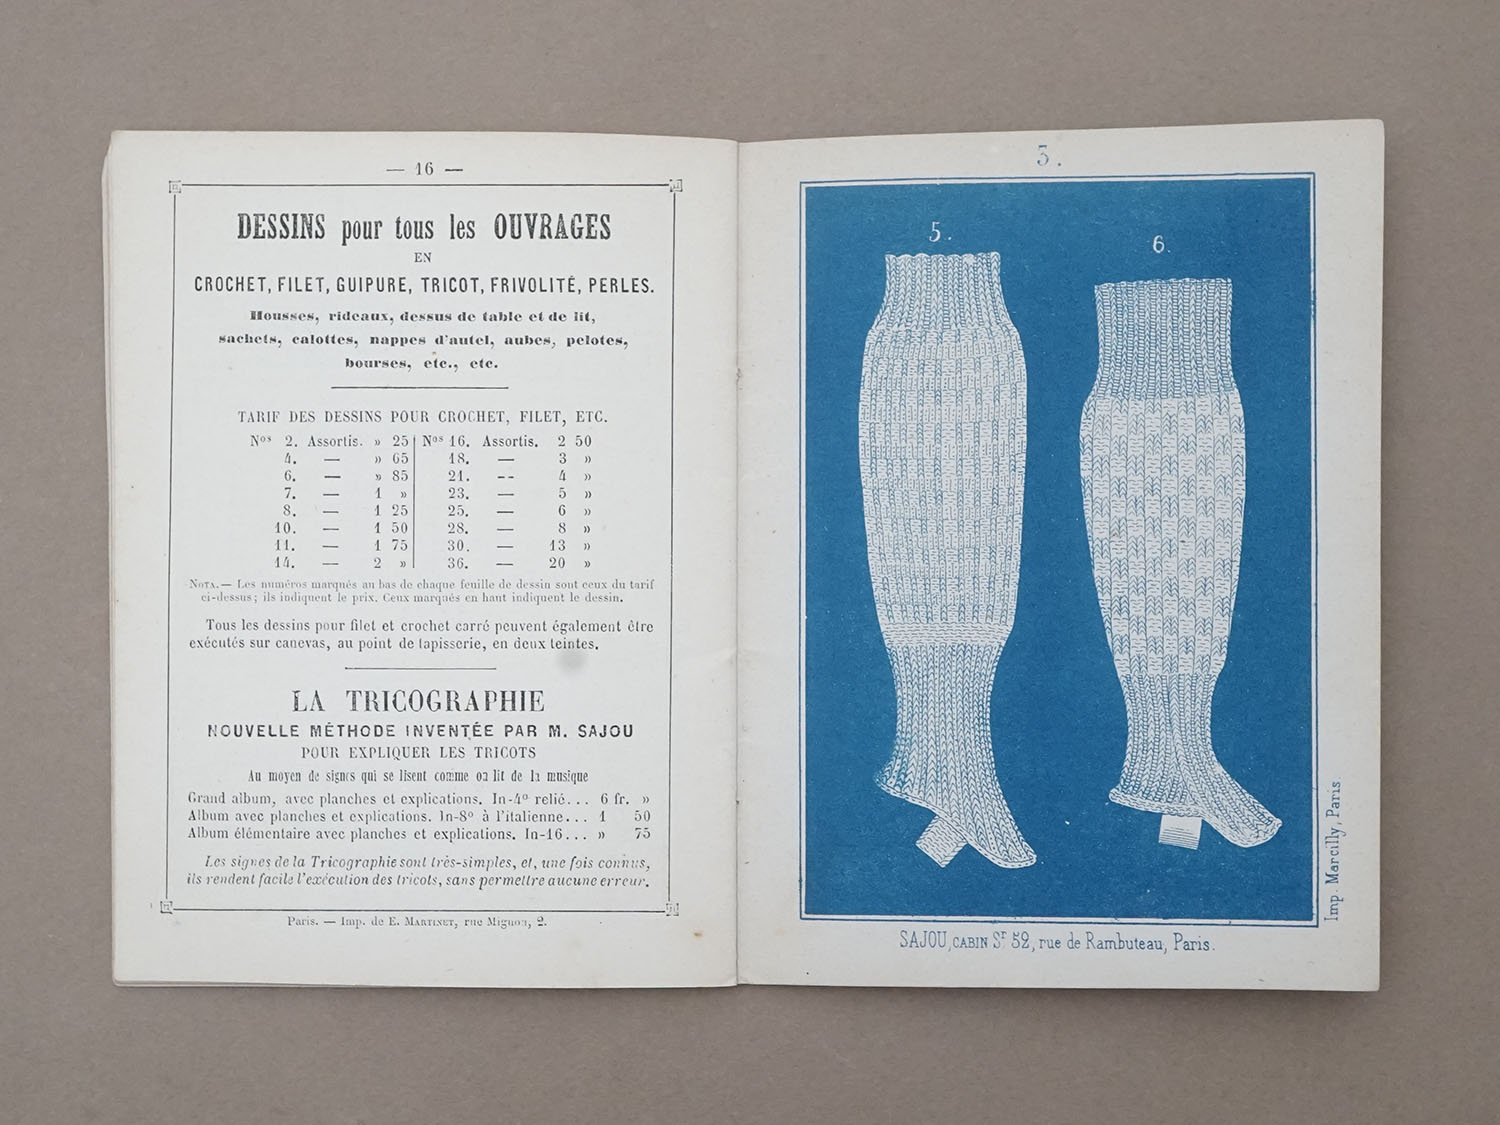 — 16 —
DESSINS pour tous les OUVRAGES
EN
CROCHET, FILET, GUIPURE, TRICOT, FRIVOLITÉ, PERLES.
Housses, rideaux, dessus de table et de lit,
sachets, calottes, nappes d'autel, aubes, pelotes,
bourses, etc., etc.
TARIF DES DESSINS POUR CROCHET, FILET, ETC.
Nos 2. Assortis. » 25 | Nos 16. Assortis. 2 50
4. — » 65 | 18. — 3 »
6. — » 85 | 21. -- 4 »
7. — 1 » | 23. — 5 »
8. — 1 25 | 25. — 6 »
10. — 1 50 | 28. — 8 »
11. — 1 75 | 30. — 13 »
14. — 2 » | 36. — 20 »
NOTA. — Les numéros marqués au bas de chaque feuille de dessin sont ceux du tarif
ci-dessus; ils indiquent le prix. Ceux marqués en haut indiquent le dessin.
Tous les dessins pour filet et crochet carré peuvent également être
exécutés sur canevas, au point de tapisserie, en deux teintes.
LA TRICOGRAPHIE
NOUVELLE MÉTHODE INVENTÉE PAR M. SAJOU
POUR EXPLIQUER LES TRICOTS
Au moyen de signes qui se lisent comme on lit de la musique
Grand album, avec planches et explications. In-4º relié... 6 fr. »
Album avec planches et explications. In-8º à l'italienne... 1 50
Album élémentaire avec planches et explications. In-16... » 75
Les signes de la Tricographie sont très-simples, et, une fois connus,
ils rendent facile l'exécution des tricots, sans permettre aucune erreur.
Paris. — Imp. de E. MARTINET, rue Mignon, 2.
3.
5.
6.
Imp. Marcilly, Paris
SAJOU, CABIN Sr 52, rue de Rambuteau, Paris.